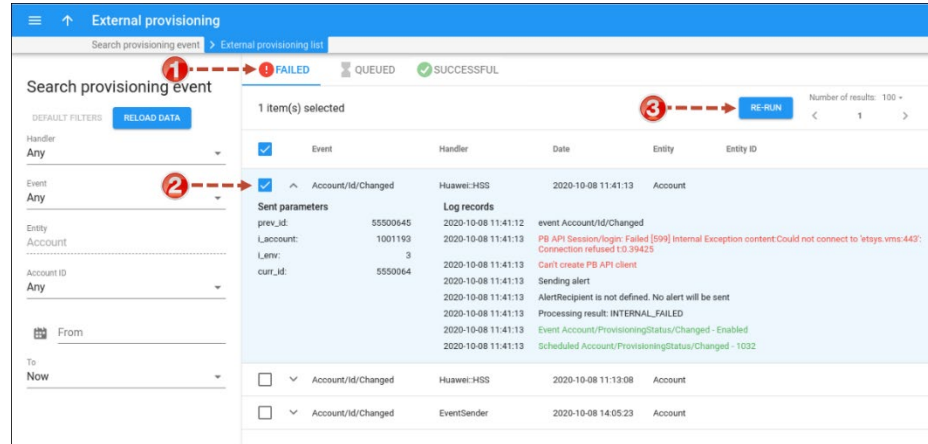 External provisioning
Search provisioning event > External provisioning list
1
FAILED QUEUED SUCCESSFUL
Search provisioning event
DEFAULT FILTERS RELOAD DATA
1 item(s) selected
3
RE-RUN
Number of results: 100
< 1 >
Handler
Any
Event
Any
Entity
Account
Account ID
Any
From
To
Now
Event Handler Date Entity Entity ID
2
Account/Id/Changed Huawei::HSS 2020-10-08 11:41:13 Account
Sent parameters
prev_id: 55500645
i_account: 1001193
i_env: 3
curr_id: 5550064
Log records
2020-10-08 11:41:12 event Account/Id/Changed
2020-10-08 11:41:13 PB API Session/login: Failed [599] Internal Exception content:Could not connect to 'etsys.vms:443':
Connection refused t:0.39425
2020-10-08 11:41:13 Can't create PB API client
2020-10-08 11:41:13 Sending alert
2020-10-08 11:41:13 AlertRecipient is not defined. No alert will be sent
2020-10-08 11:41:13 Processing result: INTERNAL_FAILED
2020-10-08 11:41:13 Event Account/ProvisioningStatus/Changed - Enabled
2020-10-08 11:41:13 Scheduled Account/ProvisioningStatus/Changed - 1032
Account/Id/Changed Huawei::HSS 2020-10-08 11:13:08 Account
Account/Id/Changed EventSender 2020-10-08 14:05:23 Account